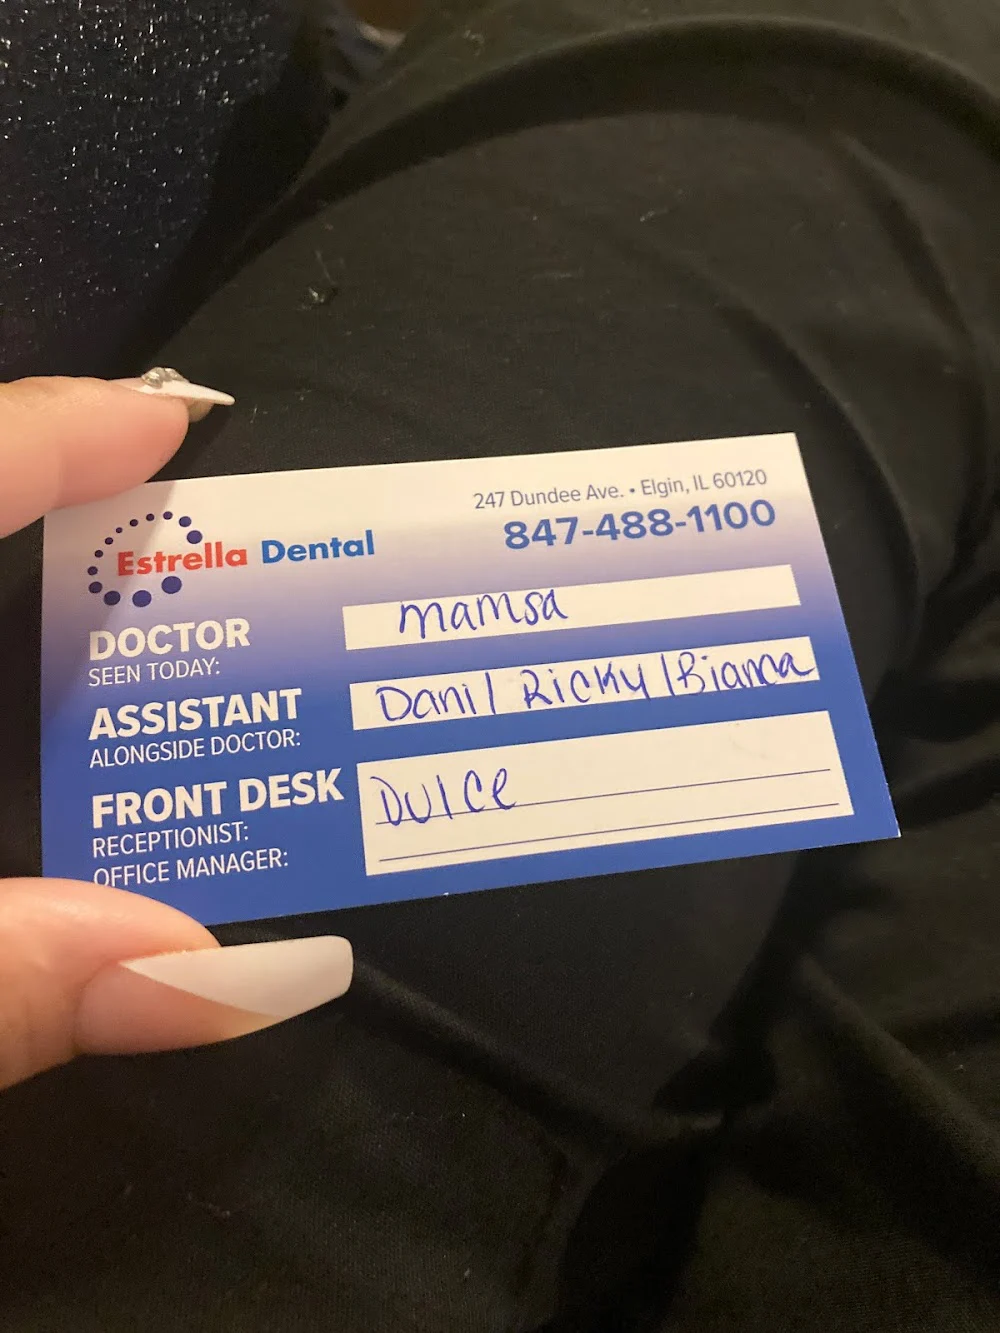 247 Dundee Ave. • Elgin, IL 60120
847-488-1100
Estrella Dental
DOCTOR
SEEN TODAY:
mamsa
ASSISTANT
ALONGSIDE DOCTOR:
Dani | Ricky | Bianca
FRONT DESK
RECEPTIONIST:
OFFICE MANAGER:
Dulce